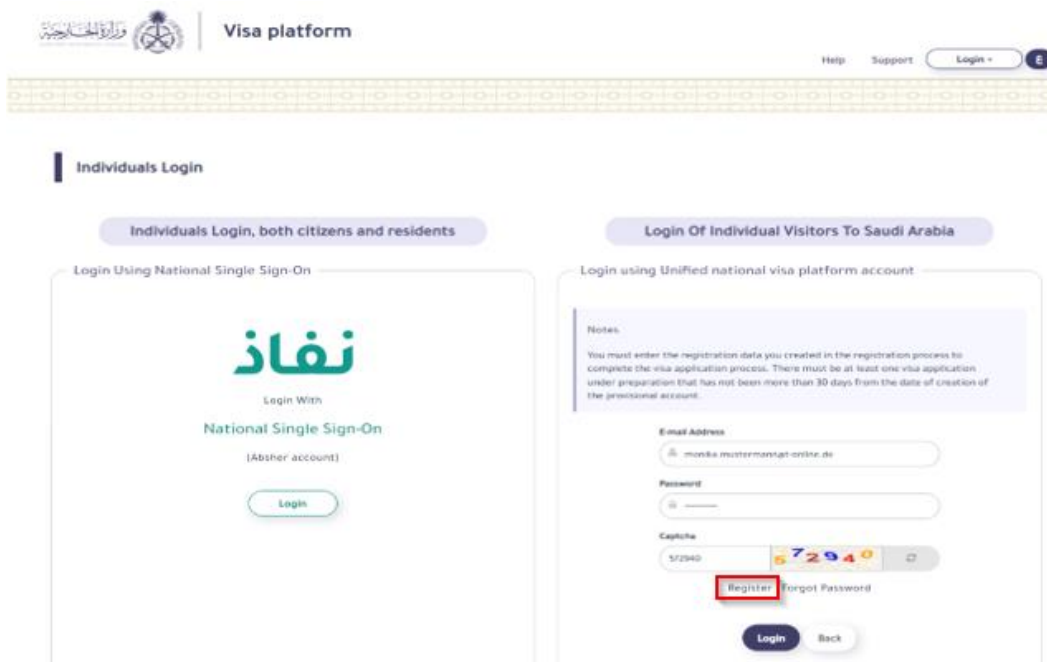 وزارة الخارجية
Visa platform
Help
Support
Login
E
Individuals Login
Individuals Login, both citizens and residents
Login Using National Single Sign-On
نفاذ
Login With
National Single Sign-On
(Absher account)
Login
Login Of Individual Visitors To Saudi Arabia
Login using Unified national visa platform account
Notes
You must enter the registration data you created in the registration process to
complete the visa application process. There must be at least one visa application
under preparation that has not been more than 30 days from the date of creation of
the provisional account.
E-mail Address
Password
Captcha
572940
572940
Register Forgot Password
Login Back